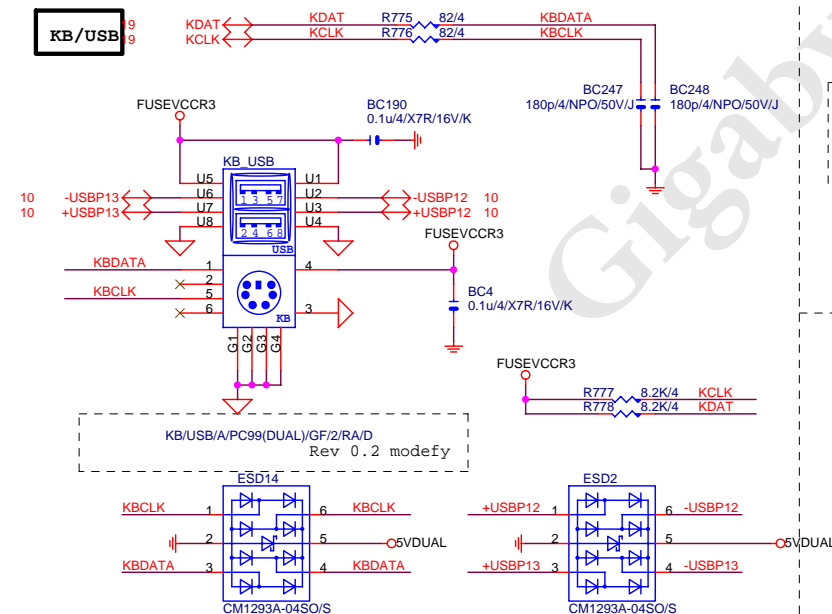 KB/USB
19 KDAT KDAT R775 82/4 KBDATA
19 KCLK KCLK R776 82/4 KBCLK
BC247 BC248
180p/4/NPO/50V/J 180p/4/NPO/50V/J
FUSEVCCR3
BC190
0.1u/4/X7R/16V/K
KB_USB
U5 U1
10 -USBP13 U6 U2 -USBP12 10
10 +USBP13 U7 U3 +USBP12 10
U8 U4
1 3 5 7
2 4 6 8
USB
FUSEVCCR3
KBDATA 1 4
2
KBCLK 5
6 3
KB
BC4
0.1u/4/X7R/16V/K
G1 G2 G3 G4
FUSEVCCR3
R777 8.2K/4 KCLK
R778 8.2K/4 KDAT
KB/USB/A/PC99(DUAL)/GF/2/RA/D
Rev 0.2 modefy
ESD14
KBCLK 1 6 KBCLK
2 5 5VDUAL
KBDATA 3 4 KBDATA
CM1293A-04SO/S
ESD2
+USBP12 1 6 -USBP12
2 5 5VDUAL
+USBP13 3 4 -USBP13
CM1293A-04SO/S
Gigaby